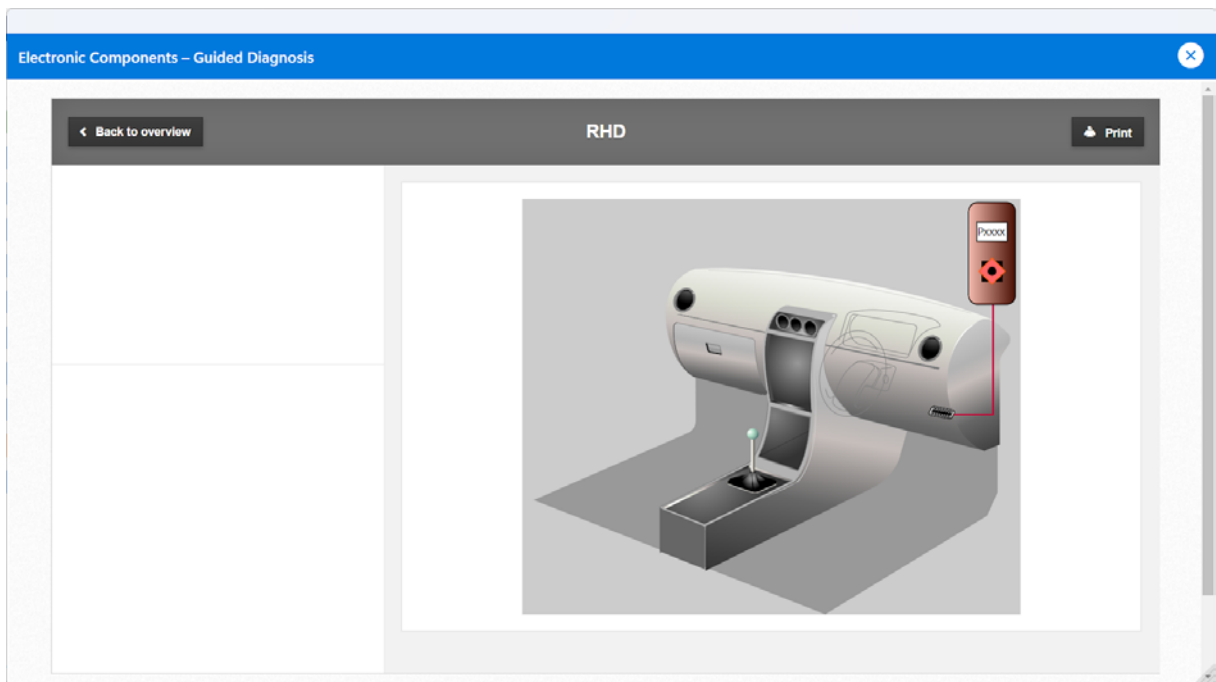 Electronic Components – Guided Diagnosis
Back to overview
RHD
Print
Pxxxx